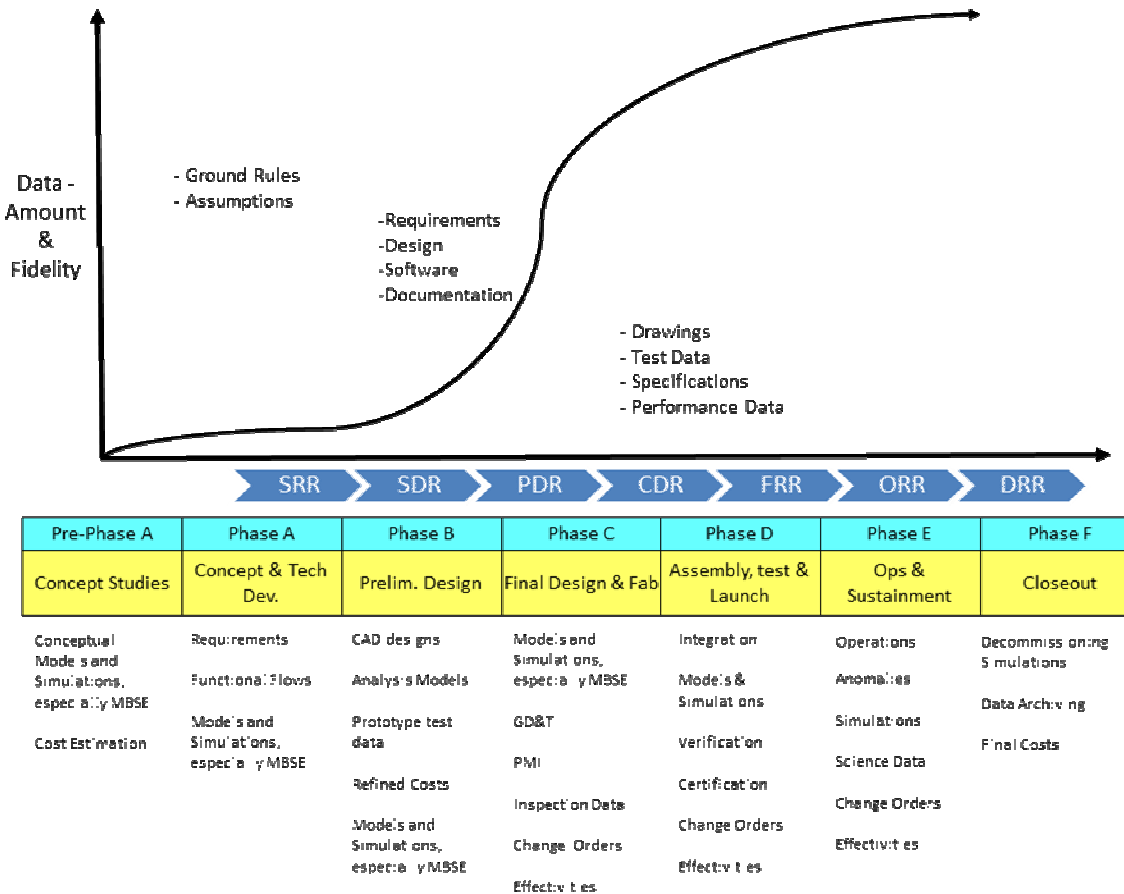 Data -
Amount
&
Fidelity
- Ground Rules
- Assumptions
-Requirements
-Design
-Software
-Documentation
- Drawings
- Test Data
- Specifications
- Performance Data
SRR
SDR
PDR
CDR
FRR
ORR
DRR
Pre-Phase A
Phase A
Phase B
Phase C
Phase D
Phase E
Phase F
Concept Studies
Concept & Tech
Dev.
Prelim. Design
Final Design & Fab
Assembly, test &
Launch
Ops &
Sustainment
Closeout
Conceptual
Models and
Simulations,
especially MBSE
Cost Estimation
Requirements
Functional Flows
Models and
Simulations,
especially MBSE
CAD designs
Analysis Models
Prototype test
data
Refined Costs
Models and
Simulations,
especially MBSE
Models and
Simulations,
especially MBSE
GD&T
PMI
Inspection Data
Change Orders
Effectivities
Integration
Models &
Simulations
Verification
Certification
Change Orders
Effectivities
Operations
Anomalies
Simulations
Science Data
Change Orders
Effectivities
Decommissioning
Simulations
Data Archiving
Final Costs